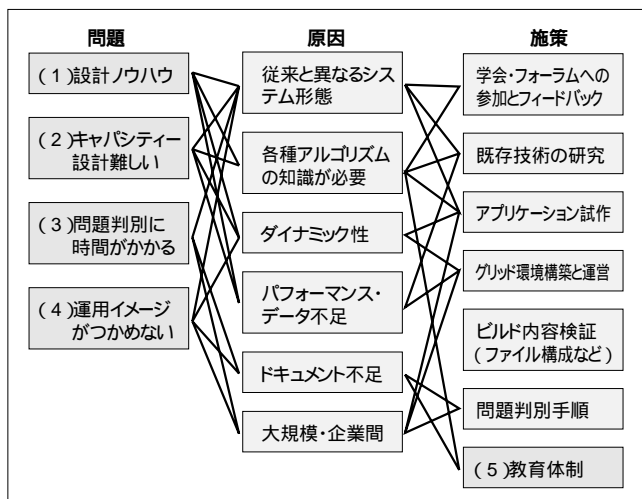 問題
(1)設計ノウハウ
(2)キャパシティー
設計難しい
(3)問題判別に
時間がかかる
(4)運用イメージ
がつかめない
原因
従来と異なるシス
テム形態
各種アルゴリズム
の知識が必要
ダイナミック性
パフォーマンス・
データ不足
ドキュメント不足
大規模・企業間
施策
学会・フォーラムへの
参加とフィードバック
既存技術の研究
アプリケーション試作
グリッド環境構築と運営
ビルド内容検証
(ファイル構成など)
問題判別手順
(5)教育体制